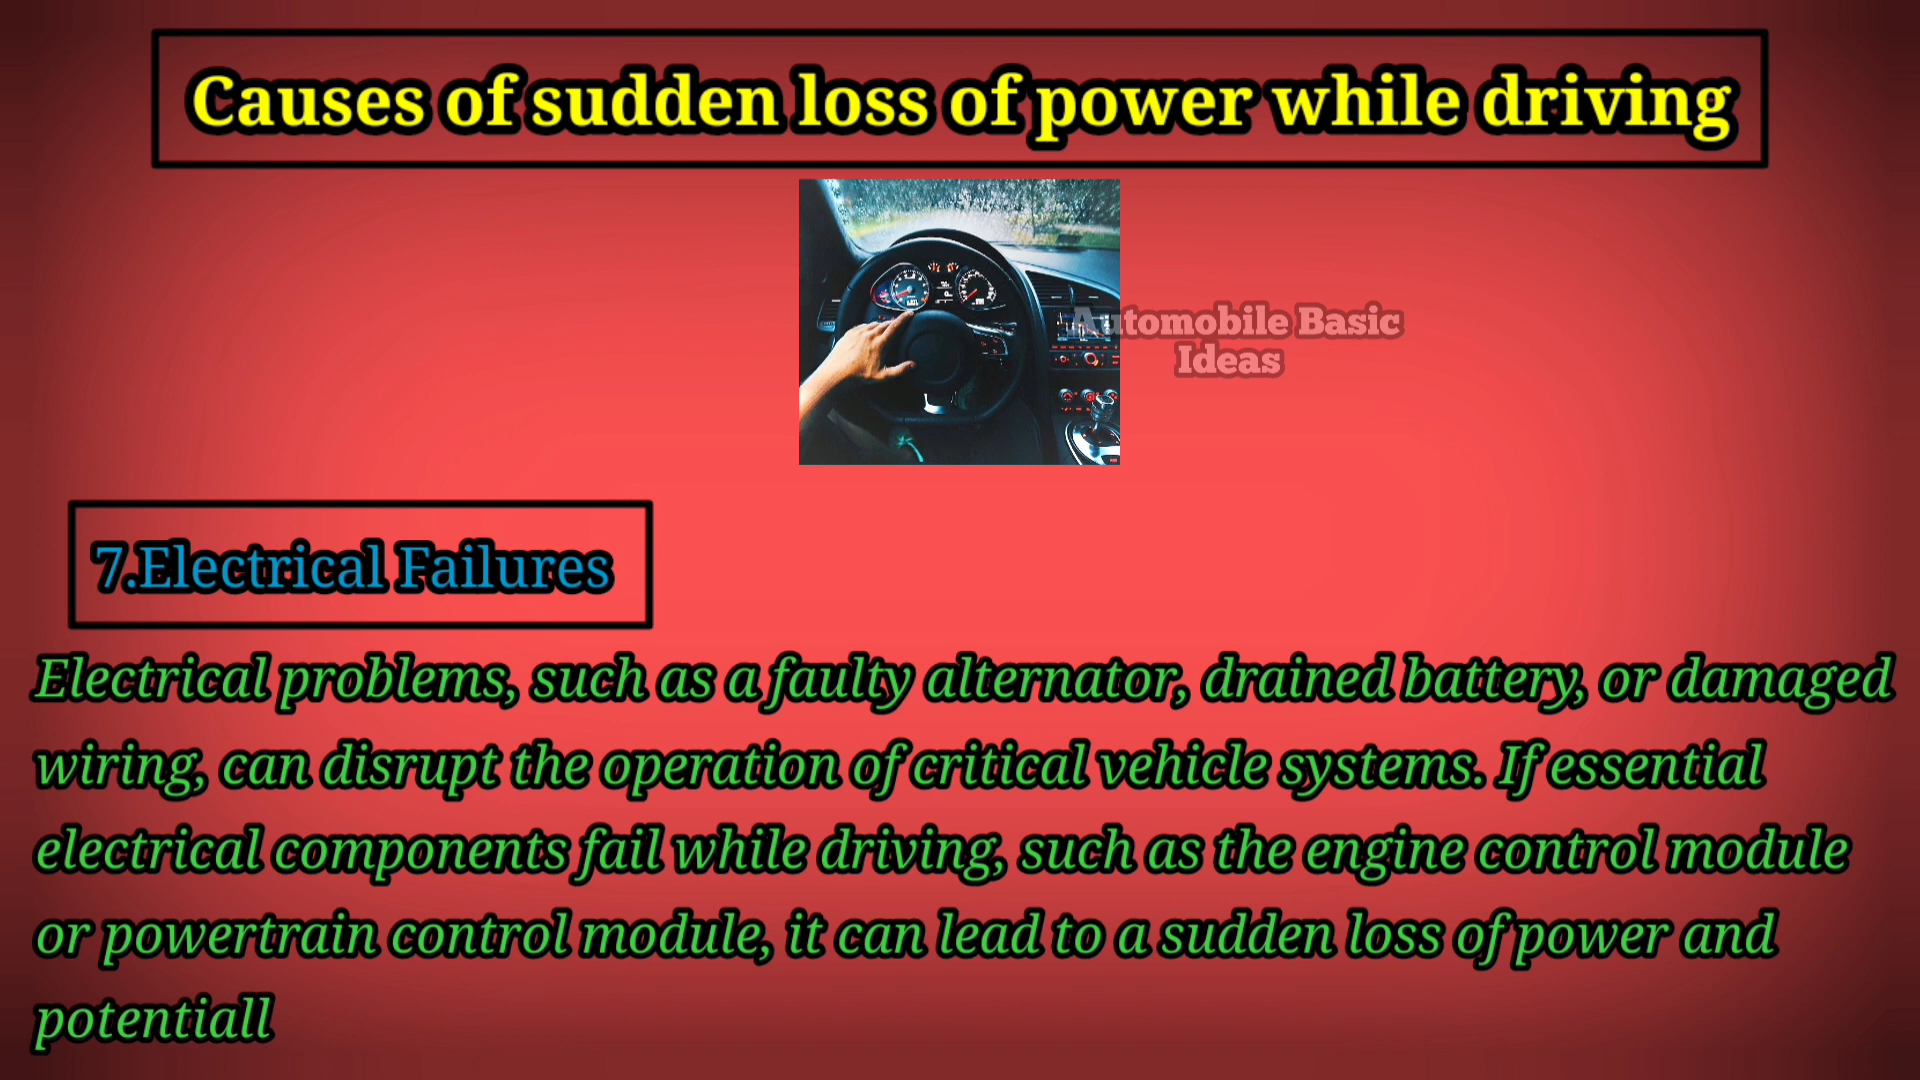 Causes of sudden loss of power while driving
Automobile Basic
Ideas
7.Electrical Failures
Electrical problems, such as a faulty alternator, drained battery, or damaged
wiring, can disrupt the operation of critical vehicle systems. If essential
electrical components fail while driving, such as the engine control module
or powertrain control module, it can lead to a sudden loss of power and
potentiall